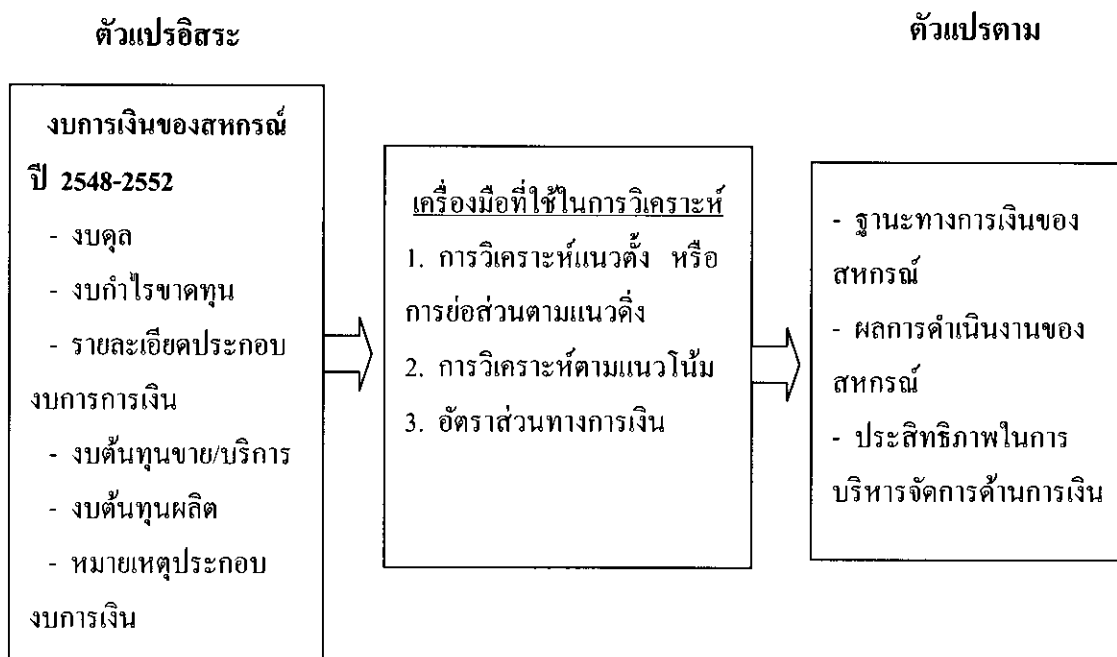 ตัวแปรอิสระ
ตัวแปรตาม
งบการเงินของสหกรณ์
ปี 2548-2552
- งบดุล
- งบกำไรขาดทุน
- รายละเอียดประกอบ
งบการการเงิน
- งบต้นทุนขาย/บริการ
- งบต้นทุนผลิต
- หมายเหตุประกอบ
งบการเงิน
เครื่องมือที่ใช้ในการวิเคราะห์
1. การวิเคราะห์แนวตั้ง หรือ
การย่อส่วนตามแนวดิ่ง
2. การวิเคราะห์ตามแนวโน้ม
3. อัตราส่วนทางการเงิน
- ฐานะทางการเงินของ
สหกรณ์
- ผลการดำเนินงานของ
สหกรณ์
- ประสิทธิภาพในการ
บริหารจัดการด้านการเงิน